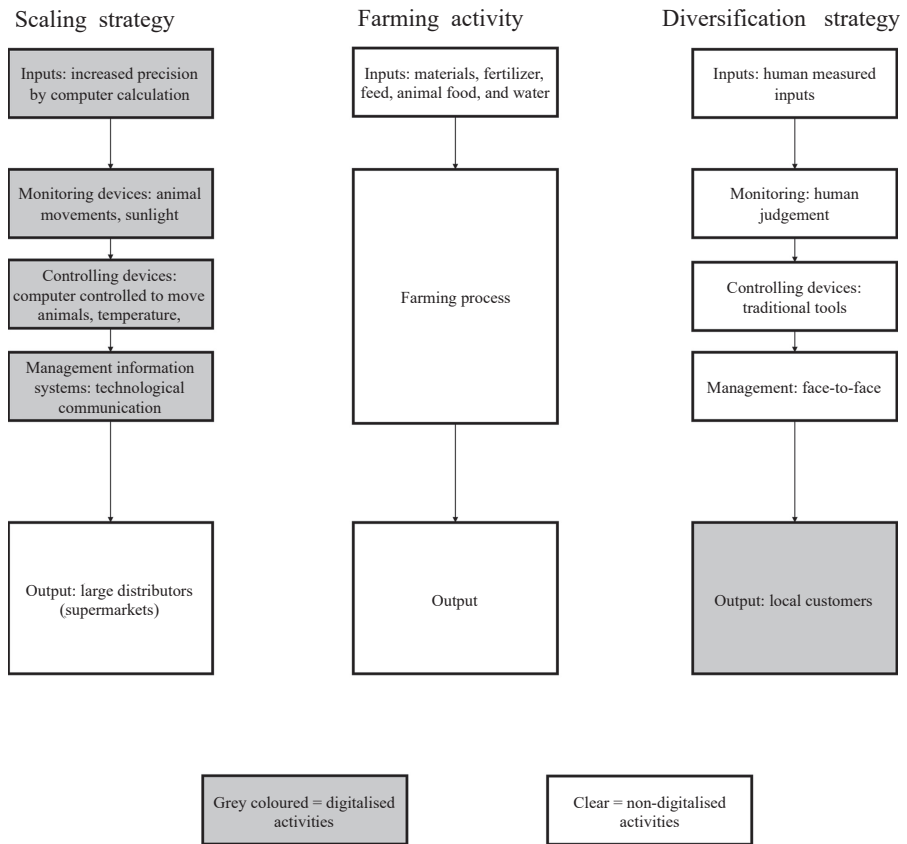 Scaling strategy
Inputs: increased precision
by computer calculation
Monitoring devices: animal
movements, sunlight
Controlling devices:
computer controlled to move
animals, temperature,
Management information
systems: technological
communication
Output: large distributors
(supermarkets)
Farming activity
Inputs: materials, fertilizer,
feed, animal food, and water
Farming process
Output
Diversification strategy
Inputs: human measured
inputs
Monitoring: human
judgement
Controlling devices:
traditional tools
Management: face-to-face
Output: local customers
Grey coloured = digitalised
activities
Clear = non-digitalised
activities